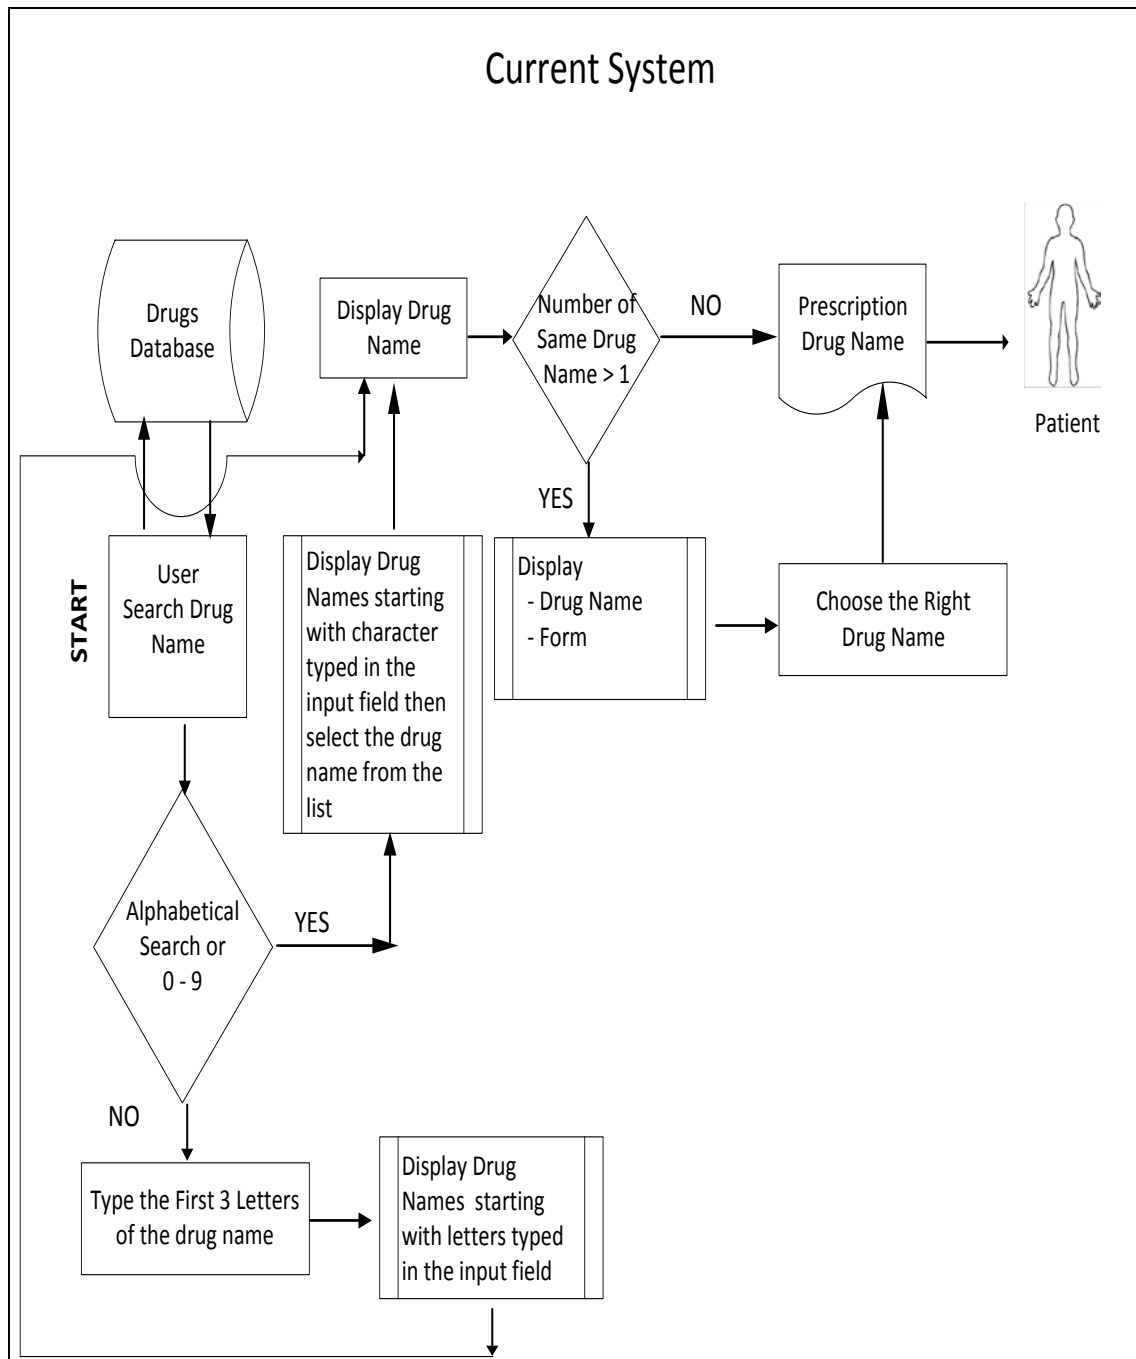 Current System
Drugs
Database
Display Drug
Name
Number of
Same Drug
Name > 1
NO
Prescription
Drug Name
Patient
YES
START
User
Search Drug
Name
Display Drug
Names starting
with character
typed in the
input field then
select the drug
name from the
list
Display
- Drug Name
- Form
Choose the Right
Drug Name
Alphabetical
Search or
0 - 9
YES
NO
Type the First 3 Letters
of the drug name
Display Drug
Names starting
with letters typed
in the input field